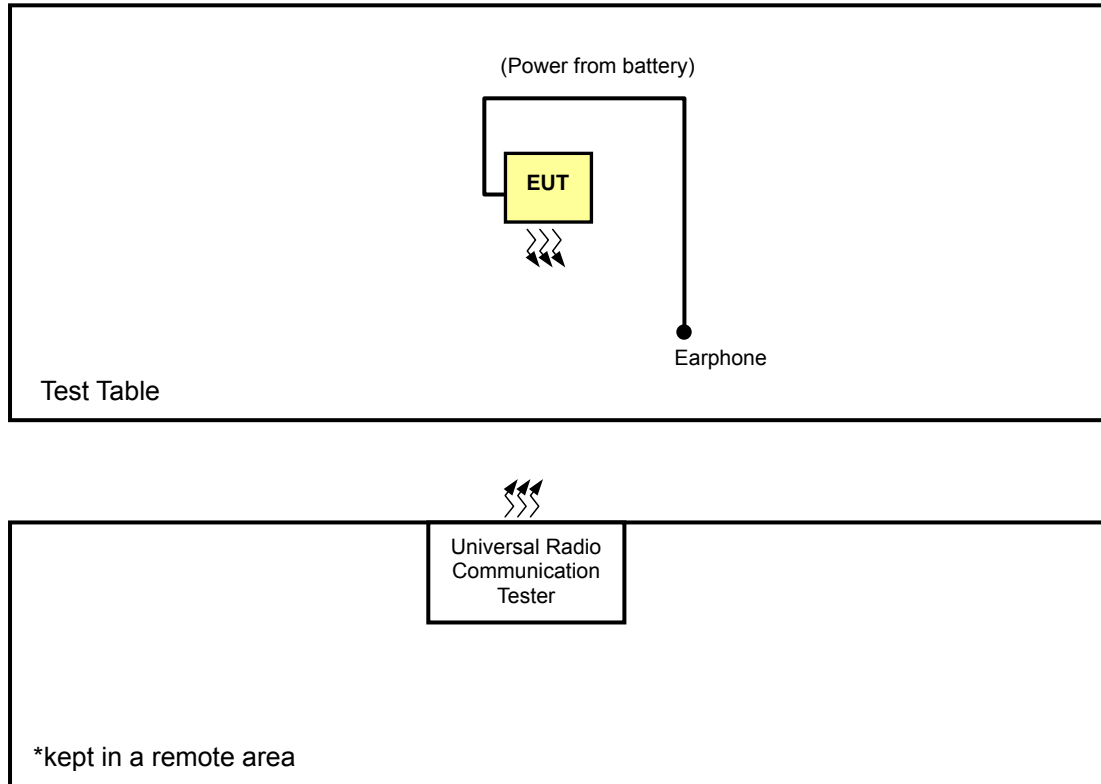 (Power from battery)
EUT
Earphone
Test Table
Universal Radio
Communication
Tester
*kept in a remote area